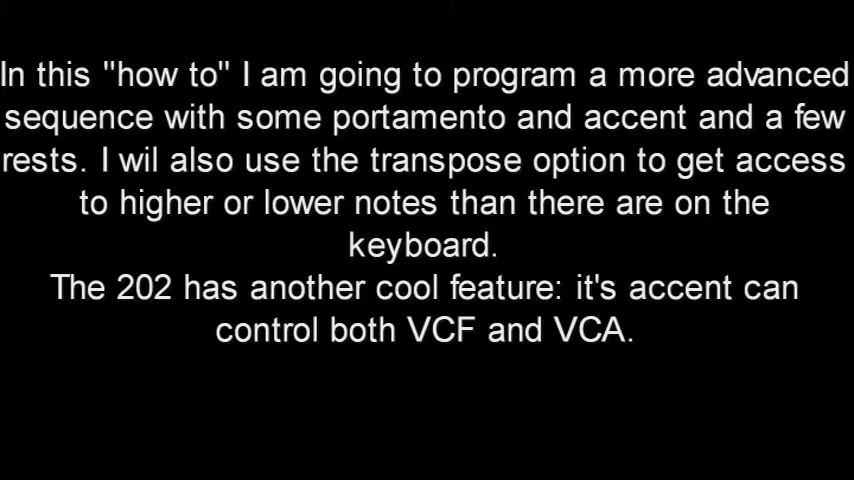 In this "how to" I am going to program a more advanced
sequence with some portamento and accent and a few
rests. I wil also use the transpose option to get access
to higher or lower notes than there are on the
keyboard.
The 202 has another cool feature: it's accent can
control both VCF and VCA.